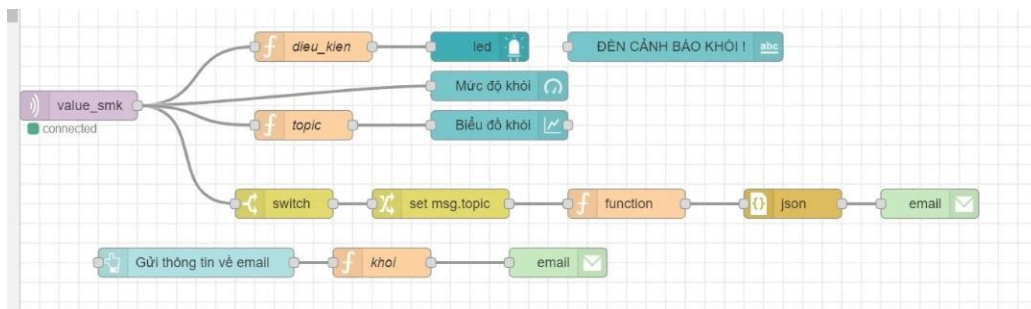 dieu_kien
led
ĐÈN CẢNH BÁO KHÓI !
abc
value_smk
Mức độ khói
connected
topic
Biểu đồ khói
switch
set msg.topic
function
json
email
Gửi thông tin về email
khoi
email